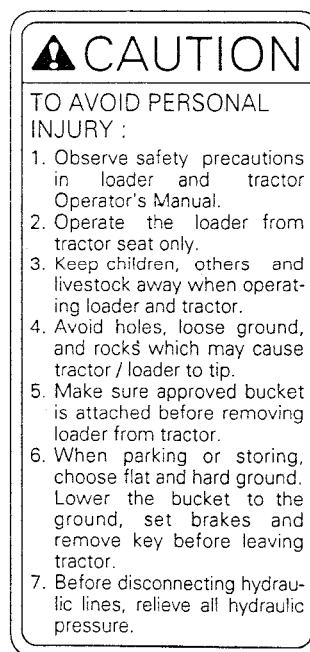 CAUTION
TO AVOID PERSONAL
INJURY :
1. Observe safety precautions
in loader and tractor
Operator's Manual.
2. Operate the loader from
tractor seat only.
3. Keep children, others and
livestock away when operat-
ing loader and tractor.
4. Avoid holes, loose ground,
and rocks which may cause
tractor / loader to tip.
5. Make sure approved bucket
is attached before removing
loader from tractor.
6. When parking or storing,
choose flat and hard ground.
Lower the bucket to the
ground, set brakes and
remove key before leaving
tractor.
7. Before disconnecting hydrau-
lic lines, relieve all hydraulic
pressure.